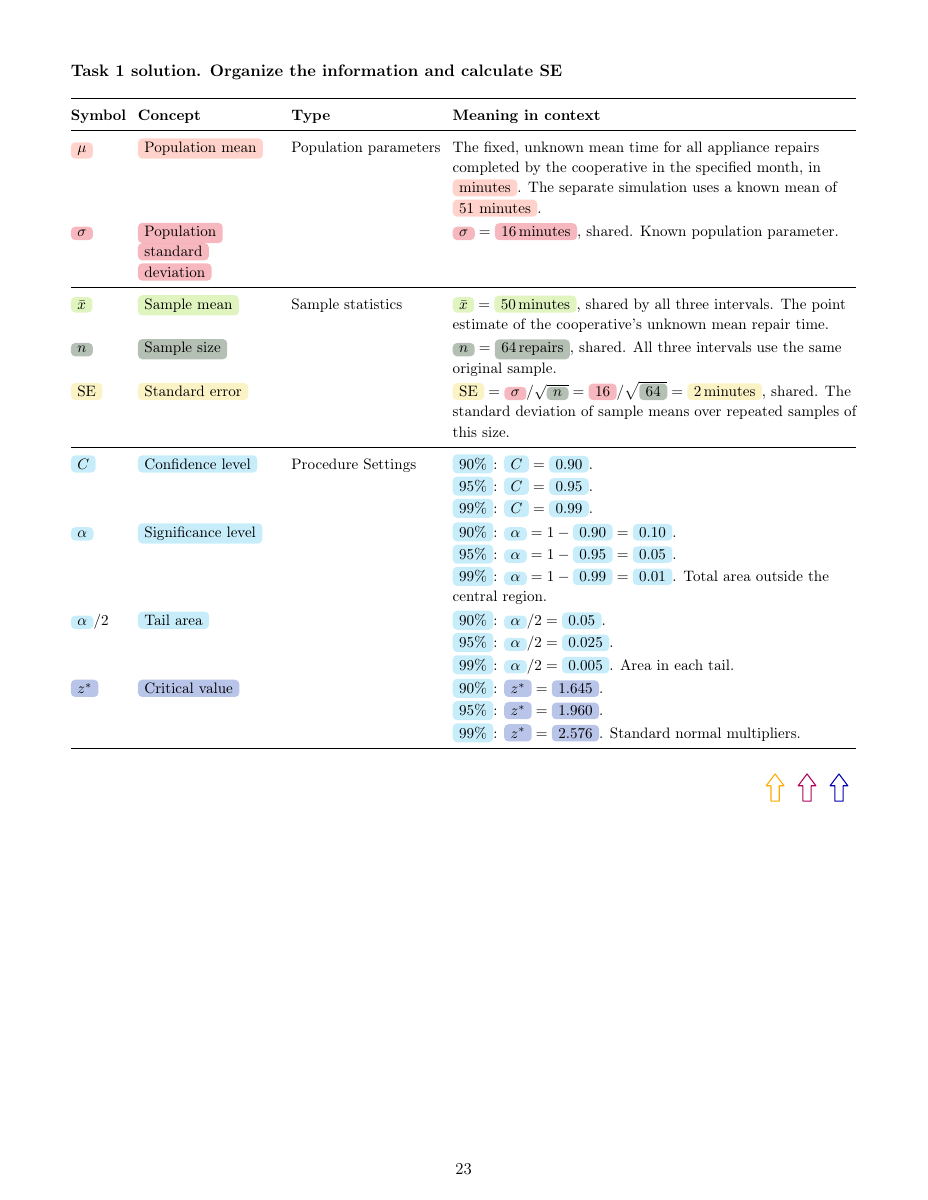 Task 1 solution. Organize the information and calculate SE
Symbol Concept Type Meaning in context
μ Population mean Population parameters The fixed, unknown mean time for all appliance repairs
completed by the cooperative in the specified month, in
minutes. The separate simulation uses a known mean of
51 minutes.
σ Population σ = 16 minutes, shared. Known population parameter.
standard
deviation
x̄ Sample mean Sample statistics x̄ = 50 minutes, shared by all three intervals. The point
estimate of the cooperative's unknown mean repair time.
n Sample size n = 64 repairs, shared. All three intervals use the same
original sample.
SE Standard error SE = σ/√n = 16/√64 = 2 minutes, shared. The
standard deviation of sample means over repeated samples of
this size.
C Confidence level Procedure Settings 90%: C = 0.90.
95%: C = 0.95.
99%: C = 0.99.
α Significance level 90%: α = 1 − 0.90 = 0.10.
95%: α = 1 − 0.95 = 0.05.
99%: α = 1 − 0.99 = 0.01. Total area outside the
central region.
α/2 Tail area 90%: α/2 = 0.05.
95%: α/2 = 0.025.
99%: α/2 = 0.005. Area in each tail.
z* Critical value 90%: z* = 1.645.
95%: z* = 1.960.
99%: z* = 2.576. Standard normal multipliers.
23